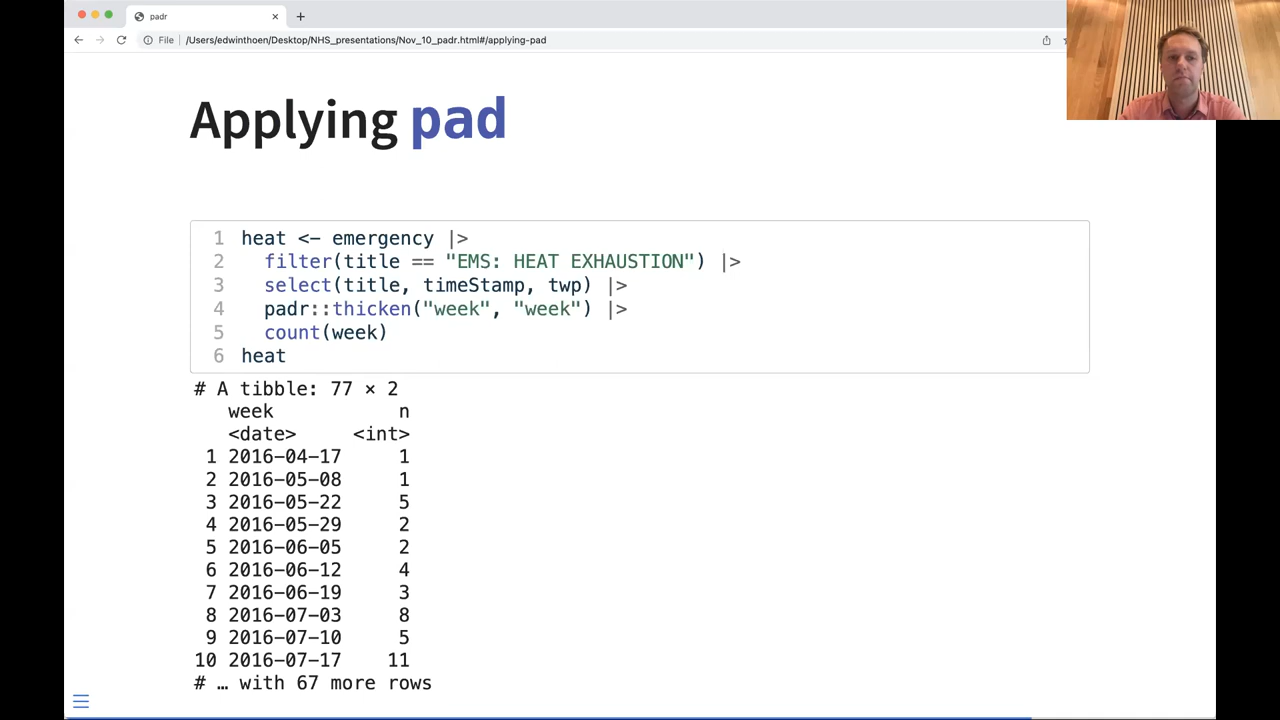 padr
File
/Users/edwinthoen/Desktop/NHS_presentations/Nov_10_padr.html#/applying-pad
Applying pad
1 heat <- emergency |>
2 filter(title == "EMS: HEAT EXHAUSTION") |>
3 select(title, timeStamp, twp) |>
4 padr::thicken("week", "week") |>
5 count(week)
6 heat
# A tibble: 77 × 2
week n
<date> <int>
1 2016-04-17 1
2 2016-05-08 1
3 2016-05-22 5
4 2016-05-29 2
5 2016-06-05 2
6 2016-06-12 4
7 2016-06-19 3
8 2016-07-03 8
9 2016-07-10 5
10 2016-07-17 11
# … with 67 more rows